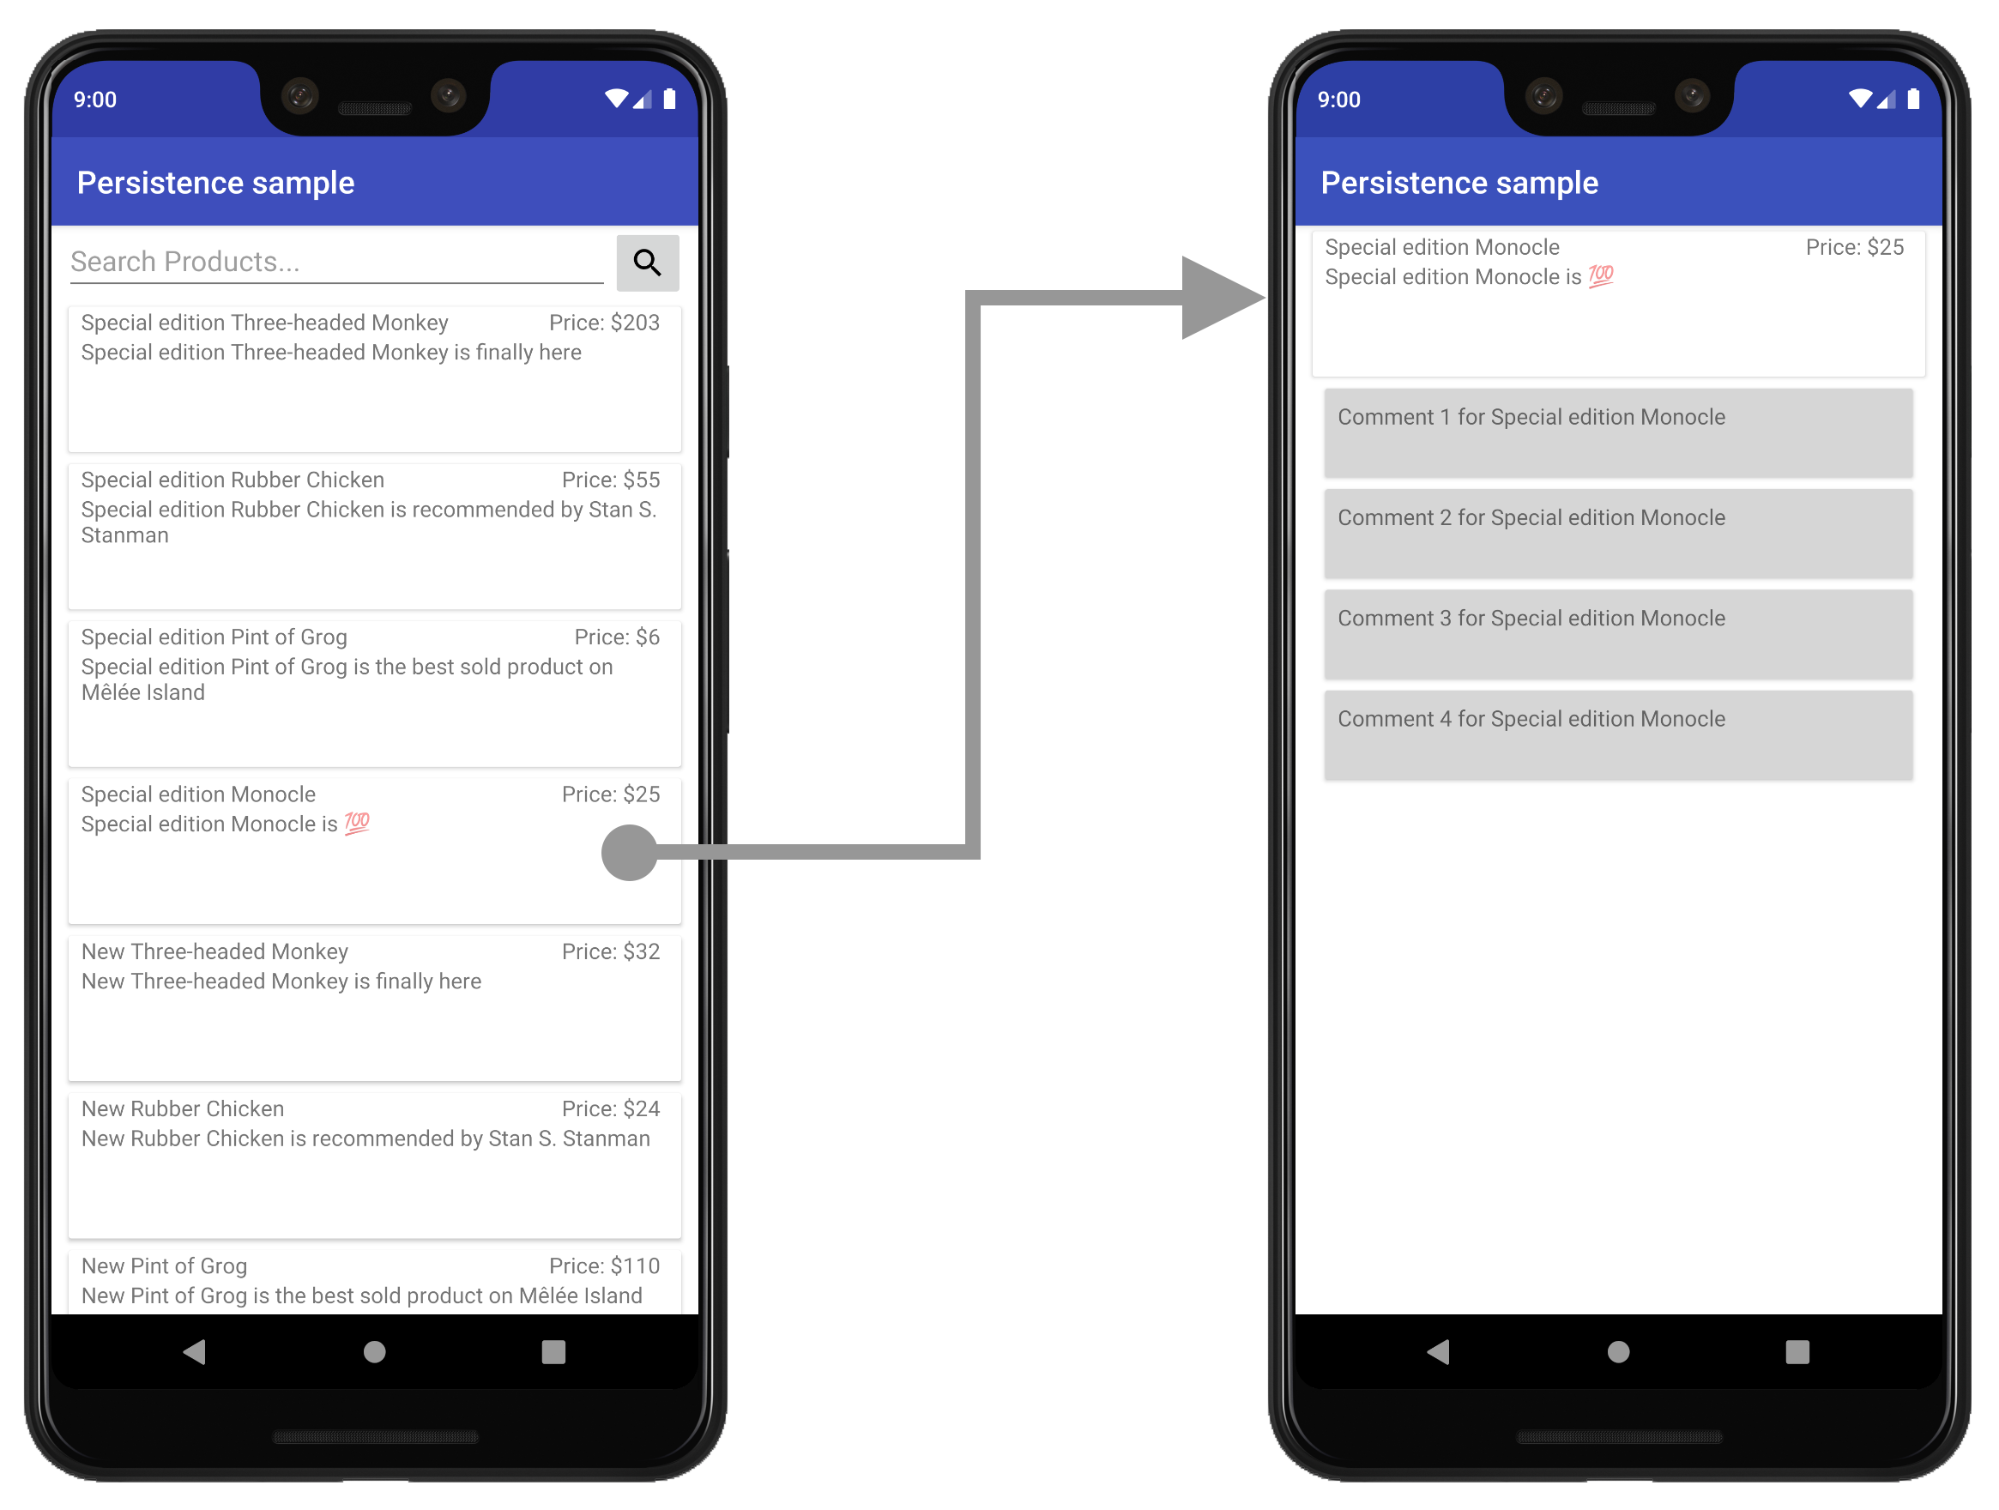 9:00
Persistence sample
Search Products...
Special edition Three-headed Monkey Price: $203
Special edition Three-headed Monkey is finally here
Special edition Rubber Chicken Price: $55
Special edition Rubber Chicken is recommended by Stan S.
Stanman
Special edition Pint of Grog Price: $6
Special edition Pint of Grog is the best sold product on
Mêlée Island
Special edition Monocle Price: $25
Special edition Monocle is 💯
New Three-headed Monkey Price: $32
New Three-headed Monkey is finally here
New Rubber Chicken Price: $24
New Rubber Chicken is recommended by Stan S. Stanman
New Pint of Grog Price: $110
New Pint of Grog is the best sold product on Mêlée Island
9:00
Persistence sample
Special edition Monocle Price: $25
Special edition Monocle is 💯
Comment 1 for Special edition Monocle
Comment 2 for Special edition Monocle
Comment 3 for Special edition Monocle
Comment 4 for Special edition Monocle